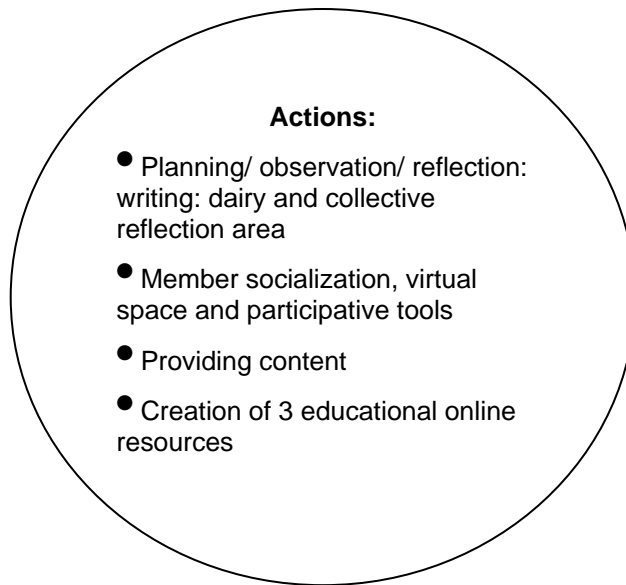 Actions:
● Planning/ observation/ reflection:
writing: dairy and collective
reflection area
● Member socialization, virtual
space and participative tools
● Providing content
● Creation of 3 educational online
resources